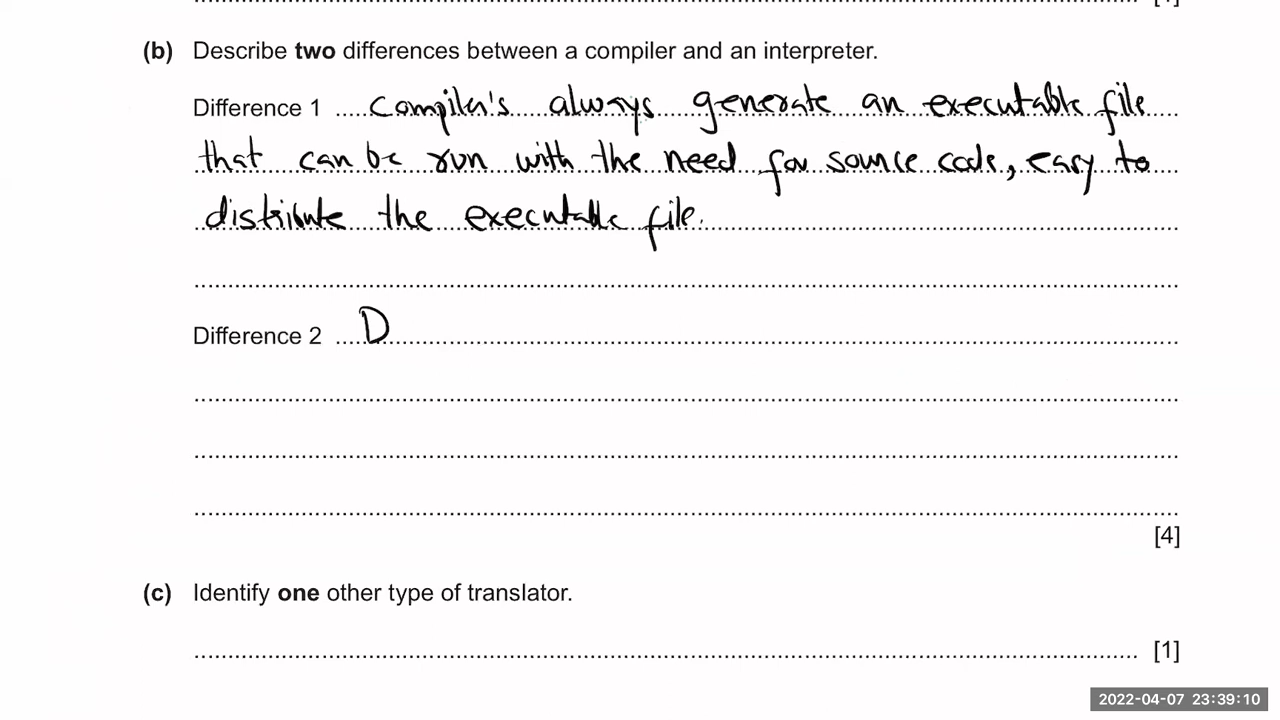 [4]
(b) Describe two differences between a compiler and an interpreter.
Difference 1 Compiler's always generate an executable file
that can be run with the need for source code, easy to
distribute the executable file.
Difference 2 D
[4]
(c) Identify one other type of translator.
[1]
2022-04-07 23:39:10